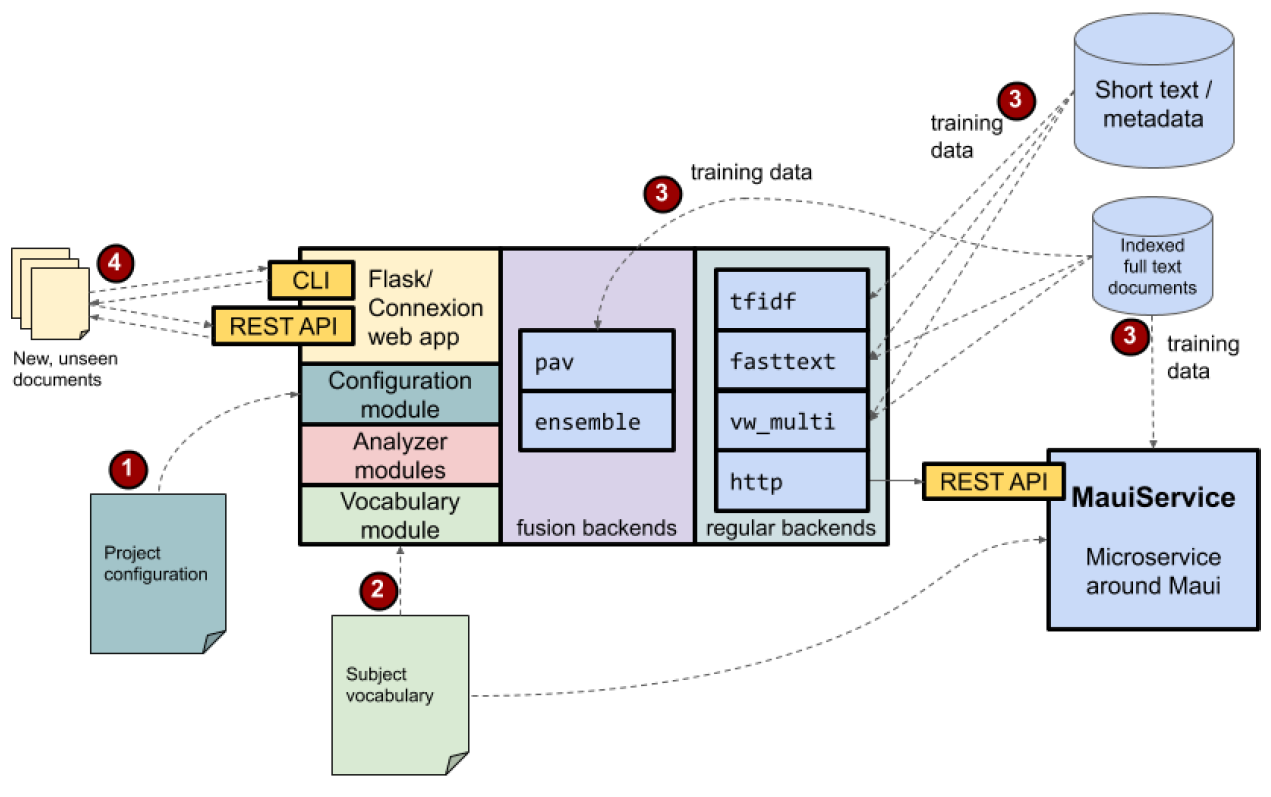 Short text /
metadata
3
training
data
3
training data
Indexed
full text
documents
3
training
data
4
New, unseen
documents
CLI
REST API
Flask/
Connexion
web app
Configuration
module
Analyzer
modules
Vocabulary
module
pav
ensemble
fusion backends
tfidf
fasttext
vw_multi
http
regular backends
REST API
MauiService
Microservice
around Maui
1
Project
configuration
2
Subject
vocabulary